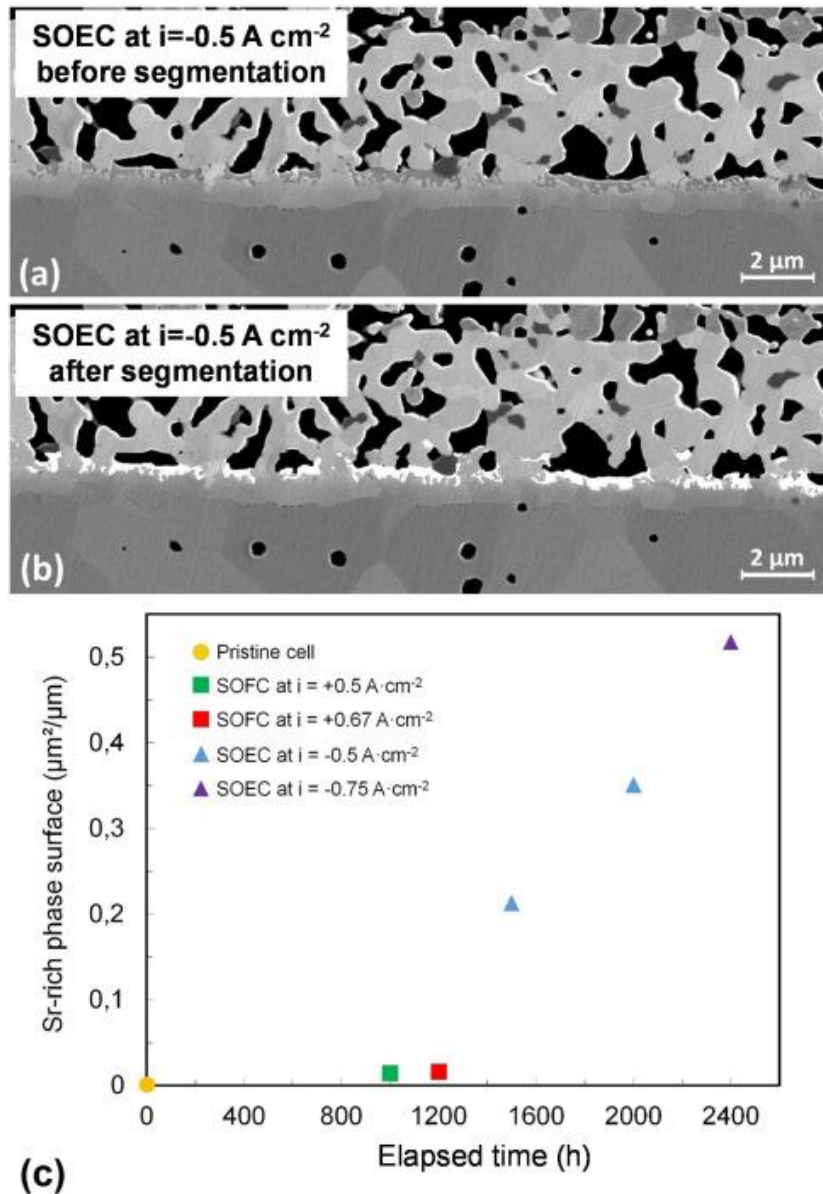 SOEC at i=-0.5 A cm⁻²
before segmentation
(a)
2 µm
SOEC at i=-0.5 A cm⁻²
after segmentation
(b)
2 µm
Sr-rich phase surface (µm²/µm)
0,5
0,4
0,3
0,2
0,1
0
Pristine cell
SOFC at i = +0.5 A·cm⁻²
SOFC at i = +0.67 A·cm⁻²
SOEC at i = -0.5 A·cm⁻²
SOEC at i = -0.75 A·cm⁻²
0 400 800 1200 1600 2000 2400
Elapsed time (h)
(c)